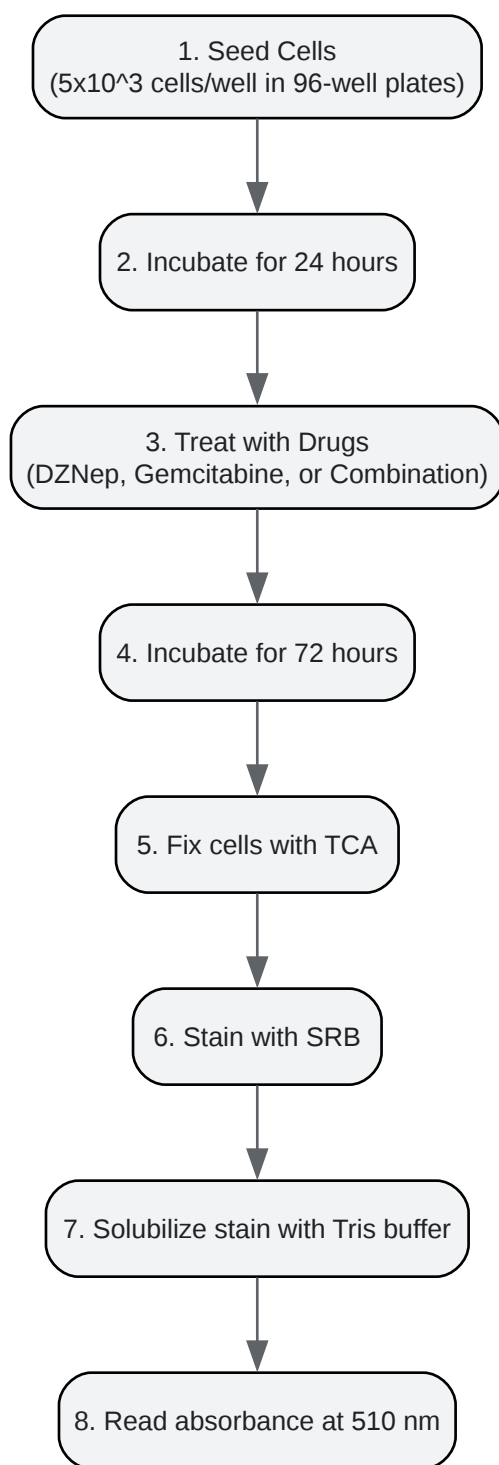 1. Seed Cells
(5x10^3 cells/well in 96-well plates)
2. Incubate for 24 hours
3. Treat with Drugs
(DZNep, Gemcitabine, or Combination)
4. Incubate for 72 hours
5. Fix cells with TCA
6. Stain with SRB
7. Solubilize stain with Tris buffer
8. Read absorbance at 510 nm